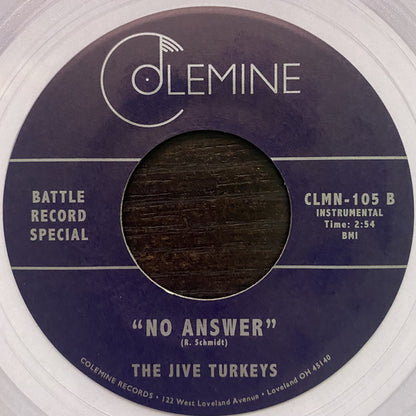 COLEMINE
BATTLE
RECORD
SPECIAL
CLMN-105 B
INSTRUMENTAL
Time: 2:54
BMI
"NO ANSWER"
(R. Schmidt)
THE JIVE TURKEYS
COLEMINE RECORDS • 122 West Loveland Avenue • Loveland OH 45140